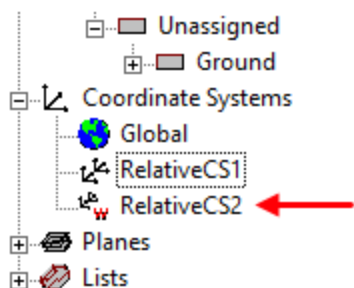 Unassigned
Ground
Coordinate Systems
Global
RelativeCS1
RelativeCS2
Planes
Lists